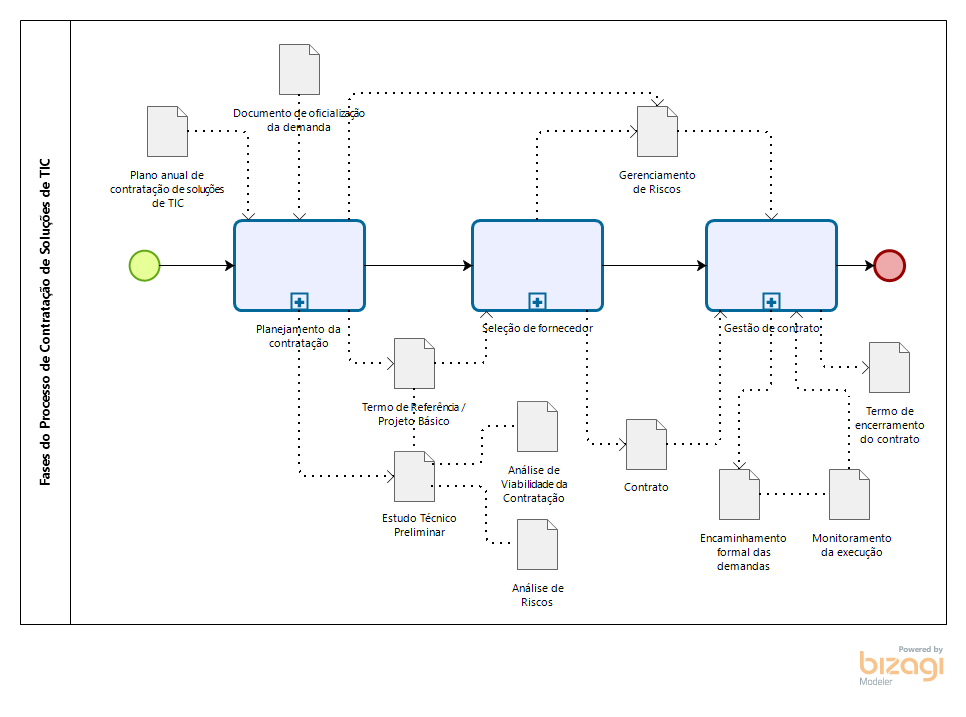 Fases do Processo de Contratação de Soluções de TIC
Documento de oficialização
da demanda
Plano anual de
contratação de soluções
de TIC
Gerenciamento
de Riscos
Planejamento da
contratação
Seleção de fornecedor
Gestão de contrato
Termo de Referência /
Projeto Básico
Termo de
encerramento
do contrato
Análise de
Viabilidade da
Contratação
Contrato
Estudo Técnico
Preliminar
Encaminhamento
formal das
demandas
Monitoramento
da execução
Análise de
Riscos
Powered by
bizagi
Modeler